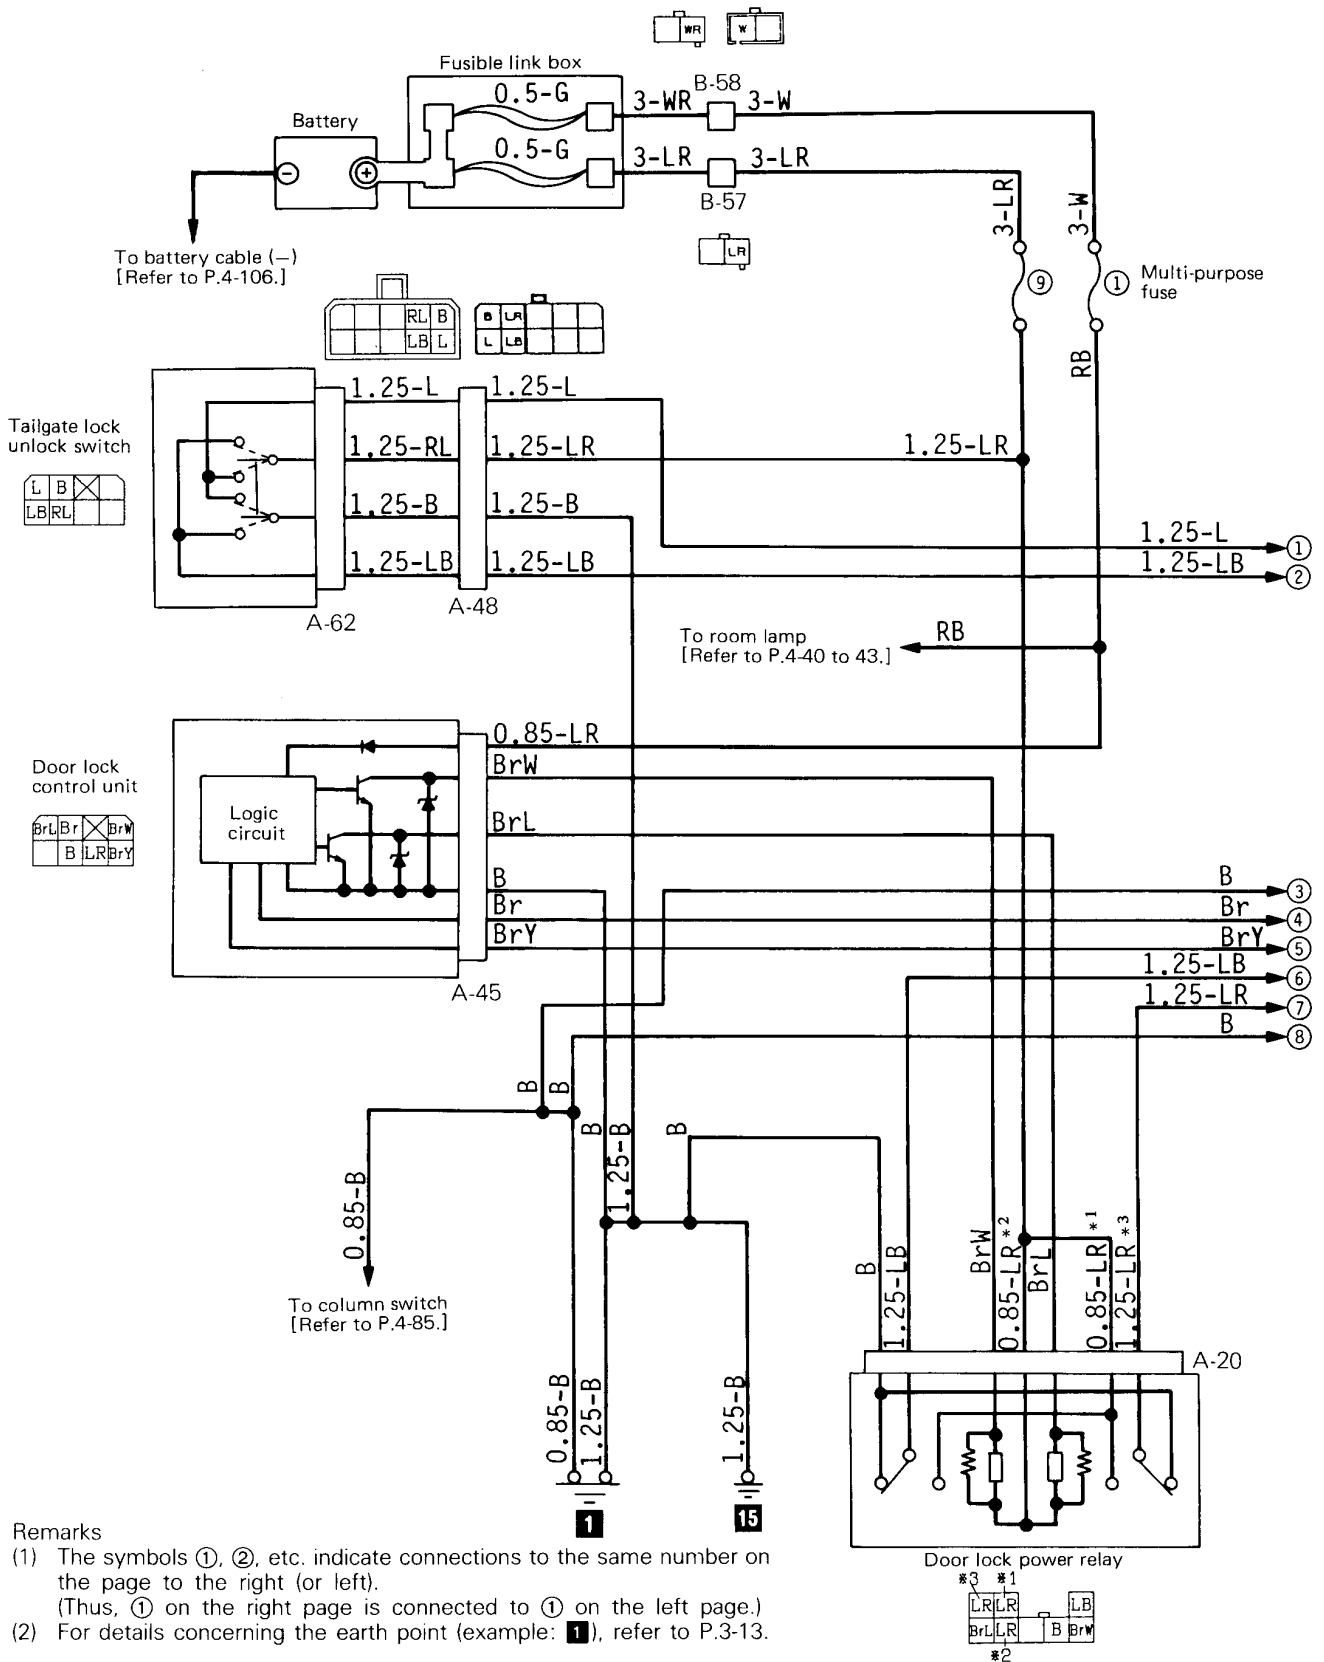 WR
W
Fusible link box
B-58
0.5-G
3-WR
3-W
Battery
0.5-G
3-LR
3-LR
B-57
3-LR
3-W
LR
To battery cable (−)
[Refer to P.4-106.]
⑨
①
Multi-purpose
fuse
RL B
LB L
B LR
L LB
RB
1.25-L
1.25-L
Tailgate lock
unlock switch
1.25-RL
1.25-LR
1.25-LR
L B
LB RL
1.25-B
1.25-B
1.25-L
①
1.25-LB
1.25-LB
1.25-LB
②
A-62
A-48
To room lamp
[Refer to P.4-40 to 43.]
RB
Door lock
control unit
0.85-LR
BrW
Logic
circuit
BrL Br BrW
B LR BrY
BrL
B
B
③
Br
Br
④
BrY
BrY
⑤
1.25-LB
⑥
A-45
1.25-LR
⑦
B
⑧
B
B
B
1.25-B
B
0.85-B
B
1.25-LB
BrW
0.85-LR *2
BrL
0.85-LR *1
1.25-LR *3
To column switch
[Refer to P.4-85.]
A-20
0.85-B
1.25-B
1.25-B
1
15
Door lock power relay
*3 *1
LR LR LB
BrL LR B BrW
*2
Remarks
(1) The symbols ①, ②, etc. indicate connections to the same number on
the page to the right (or left).
(Thus, ① on the right page is connected to ① on the left page.)
(2) For details concerning the earth point (example: 1), refer to P.3-13.